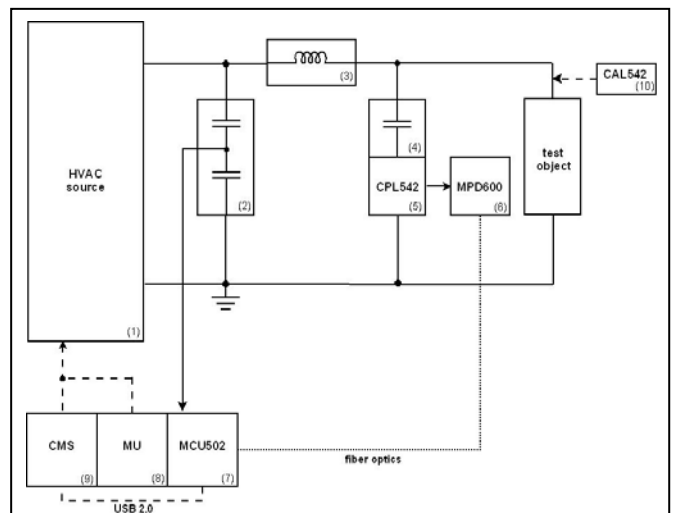 HVAC
source
(1)
(2)
(3)
(4)
CPL542
(5)
MPD600
(6)
test
object
CAL542
(10)
CMS
(9)
MU
(8)
MCU502
(7)
fiber optics
USB 2.0